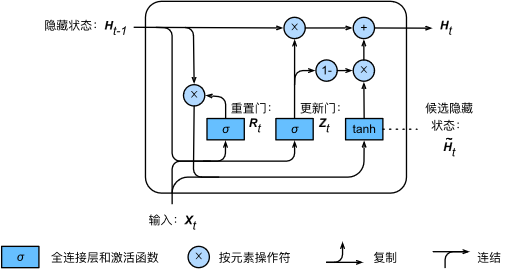 隐藏状态： H_{t-1}
× + H_t
1- ×
×
重置门： R_t
更新门： Z_t
候选隐藏
状态：
H̃_t
σ σ tanh
输入： X_t
σ 全连接层和激活函数 × 按元素操作符 复制 连结